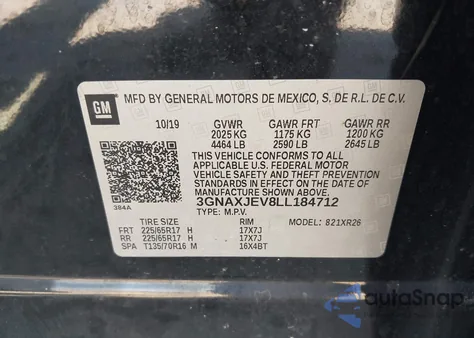 GM
MFD BY GENERAL MOTORS DE MEXICO, S. DE R.L. DE C.V.
10/19 GVWR GAWR FRT GAWR RR
2025 KG 1175 KG 1200 KG
4464 LB 2590 LB 2645 LB
THIS VEHICLE CONFORMS TO ALL
APPLICABLE U.S. FEDERAL MOTOR
VEHICLE SAFETY, BUMPER, AND THEFT
PREVENTION STANDARDS IN EFFECT ON
THE DATE OF MANUFACTURE SHOWN ABOVE.
384A
3GNAXJEV8LL184712
TYPE: M.P.V. MODEL: 821XR26
TIRE SIZE RIM
FRT 225/65R17 H 17X7J
RR 225/65R17 H 17X7J
SPA T135/70R16 M 16X4BT
AutoSnap